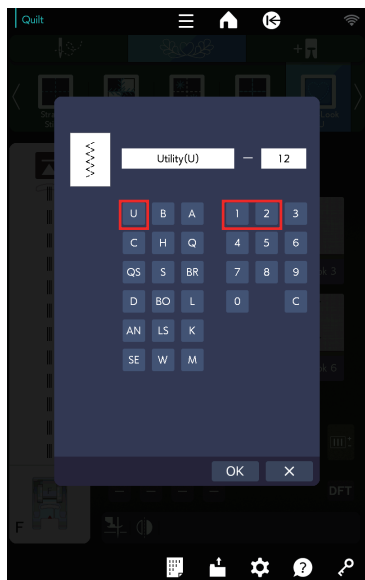 Quilt
Utility(U) — 12
U B A 1 2 3
C H Q 4 5 6
QS S BR 7 8 9
D BO L 0 C
AN LS K
SE W M
OK ×
DFT
F
?